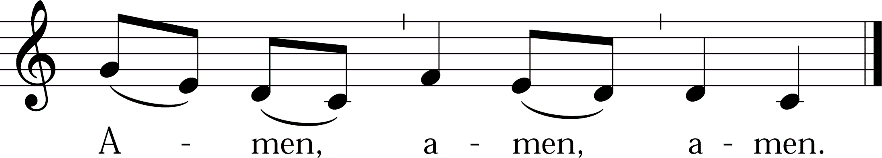 A - men, a - men, a - men.